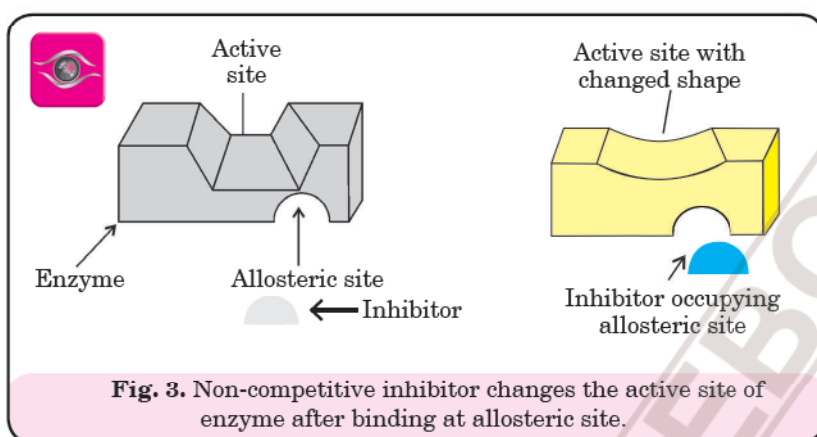 Active
site
Active site with
changed shape
Enzyme
Allosteric site
Inhibitor
Inhibitor occupying
allosteric site
Fig. 3. Non-competitive inhibitor changes the active site of
enzyme after binding at allosteric site.